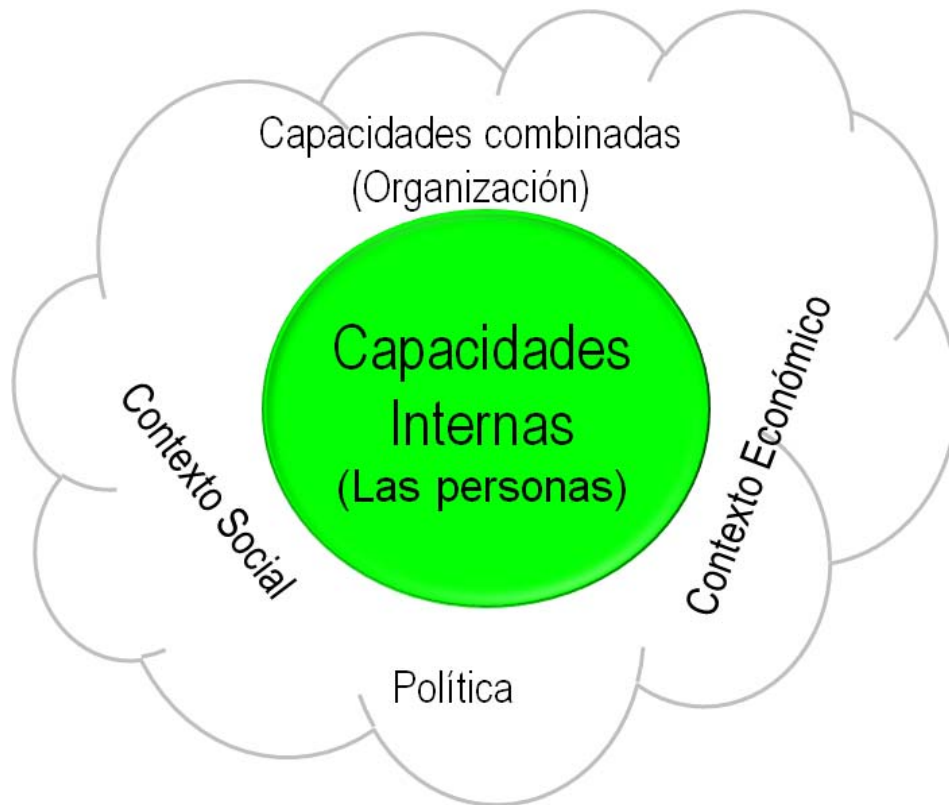 Capacidades combinadas
(Organización)
Capacidades
Internas
(Las personas)
Contexto Social
Contexto Económico
Política